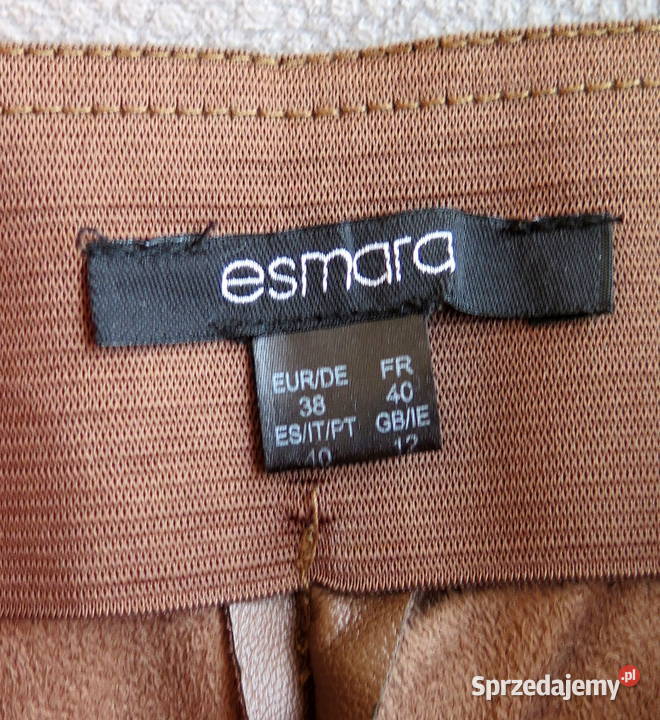 esmara
EUR/DE FR
38 40
ES/IT/PT GB/IE
40 12
Sprzedajemy.pl